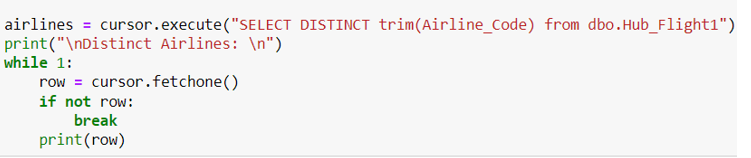 airlines = cursor.execute("SELECT DISTINCT trim(Airline_Code) from dbo.Hub_Flight1")
print("\nDistinct Airlines: \n")
while 1:
    row = cursor.fetchone()
    if not row:
        break
    print(row)